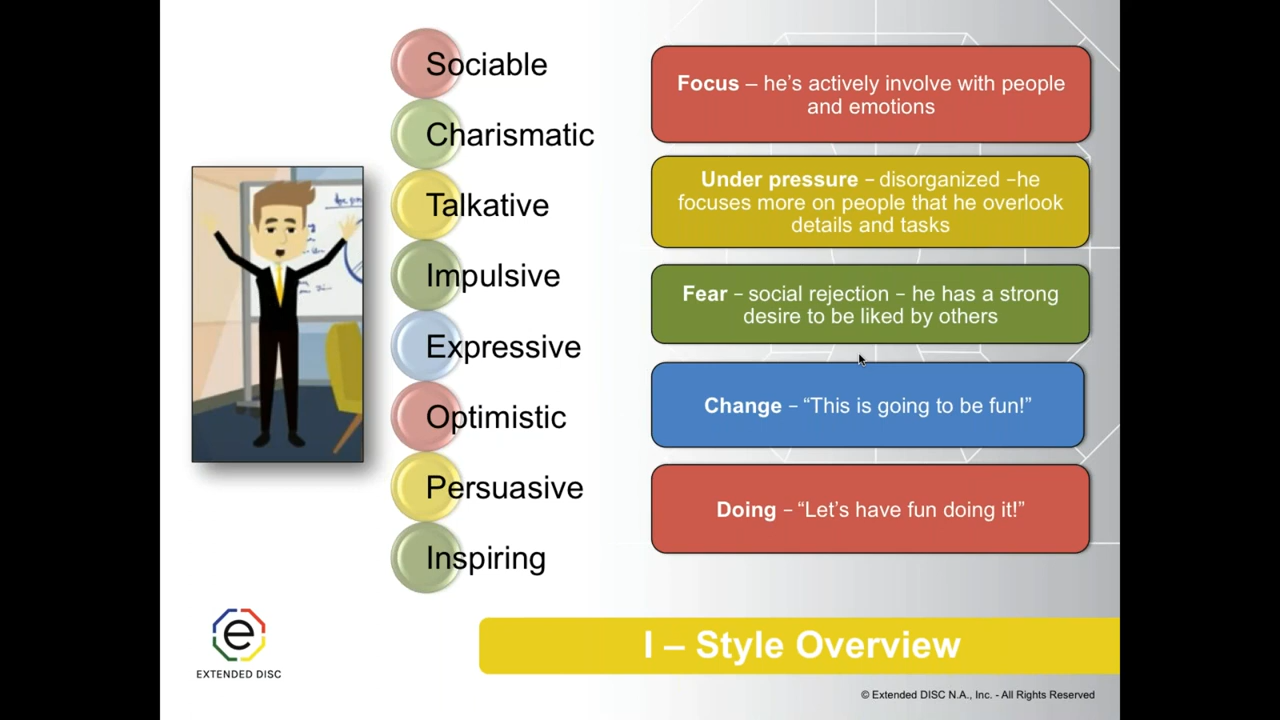 Sociable
Charismatic
Talkative
Impulsive
Expressive
Optimistic
Persuasive
Inspiring
Focus – he's actively involve with people
and emotions
Under pressure – disorganized –he
focuses more on people that he overlook
details and tasks
Fear – social rejection – he has a strong
desire to be liked by others
Change – “This is going to be fun!”
Doing – “Let's have fun doing it!”
e
EXTENDED DISC
I – Style Overview
© Extended DISC N.A., Inc. - All Rights Reserved